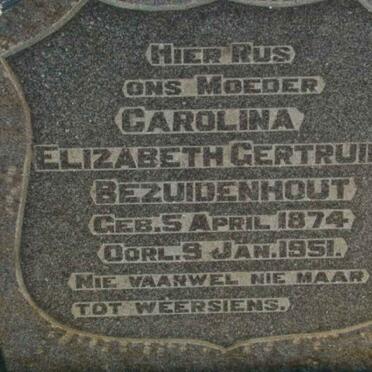 HIER RUS
ONS MOEDER
CAROLINA
ELIZABETH GERTRUI
BEZUIDENHOUT
GEB. 5 APRIL 1874
OORL. 9 JAN. 1951.
NIE VAARWEL NIE MAAR
TOT WEERSIENS.